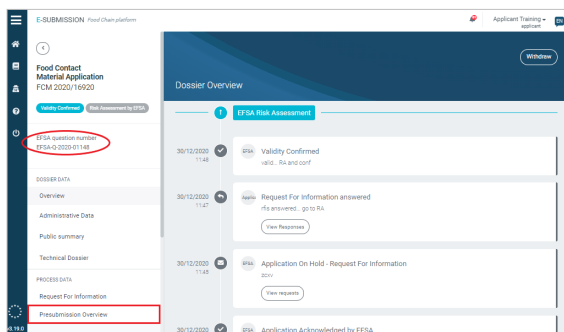 E-SUBMISSION Food Chain platform
Applicant Training
applicant
EN
Food Contact
Material Application
FCM 2020/16920
Validity Confirmed
Risk Assessment by EFSA
EFSA question number
EFSA-Q-2020-01148
DOSSIER DATA
Overview
Administrative Data
Public summary
Technical Dossier
PROCESS DATA
Request For Information
Presubmission Overview
v3.19.0
Withdraw
Dossier Overview
EFSA Risk Assessment
30/12/2020
11:48
EFSA
Validity Confirmed
valid... RA and conf
30/12/2020
11:47
Applica
Request For Information answered
rfis answered... go to RA
View Responses
30/12/2020
11:45
EFSA
Application On Hold - Request For Information
zcxv
View requests
30/12/2020
EFSA
Application Acknowledged by EFSA